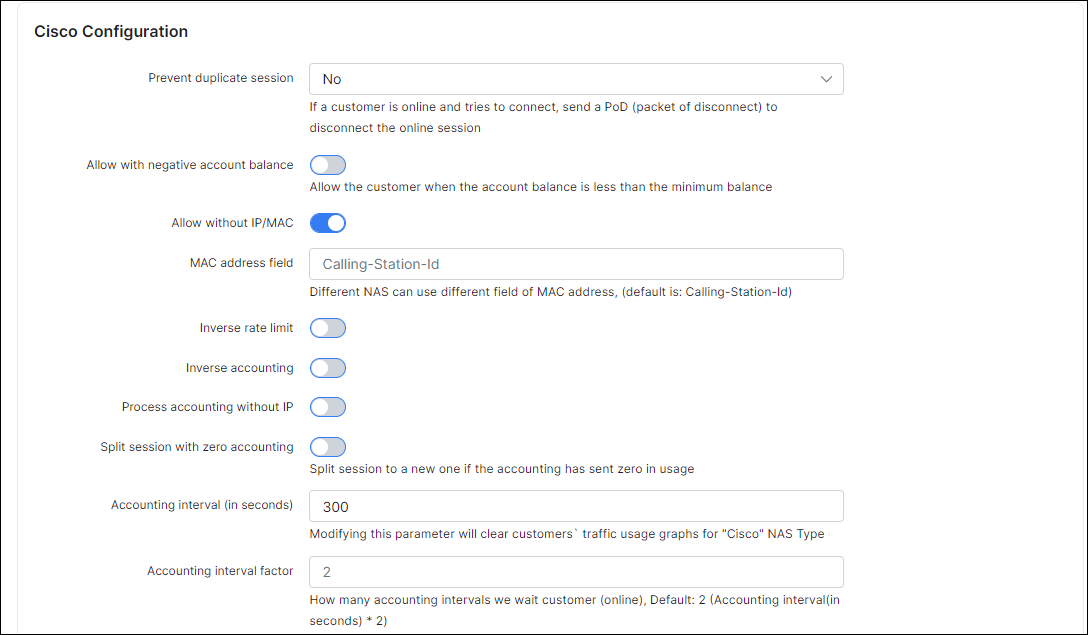 Cisco Configuration
Prevent duplicate session
No
If a customer is online and tries to connect, send a PoD (packet of disconnect) to
disconnect the online session
Allow with negative account balance
Allow the customer when the account balance is less than the minimum balance
Allow without IP/MAC
MAC address field
Calling-Station-Id
Different NAS can use different field of MAC address, (default is: Calling-Station-Id)
Inverse rate limit
Inverse accounting
Process accounting without IP
Split session with zero accounting
Split session to a new one if the accounting has sent zero in usage
Accounting interval (in seconds)
300
Modifying this parameter will clear customers` traffic usage graphs for "Cisco" NAS Type
Accounting interval factor
2
How many accounting intervals we wait customer (online), Default: 2 (Accounting interval(in
seconds) * 2)